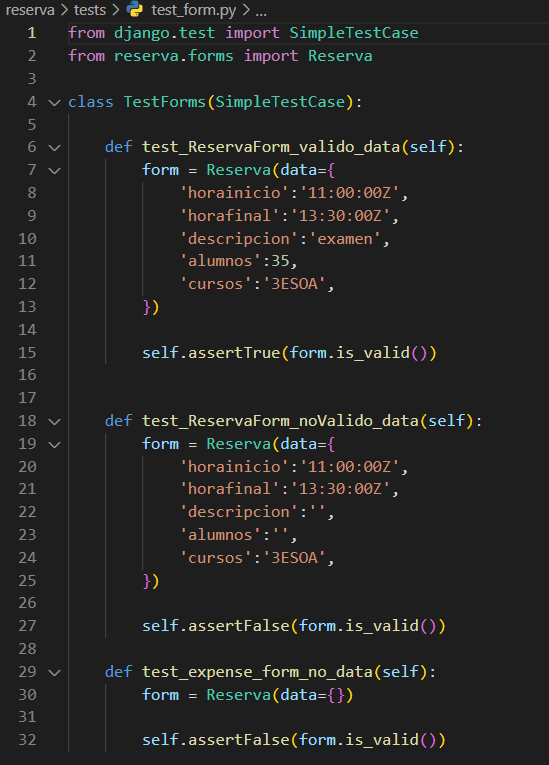 reserva > tests > test_form.py > ...
1 from django.test import SimpleTestCase
2 from reserva.forms import Reserva
3
4 class TestForms(SimpleTestCase):
5
6 def test_ReservaForm_valido_data(self):
7 form = Reserva(data={
8 'horainicio':'11:00:00Z',
9 'horafinal':'13:30:00Z',
10 'descripcion':'examen',
11 'alumnos':35,
12 'cursos':'3ESOA',
13 })
14
15 self.assertTrue(form.is_valid())
16
17
18 def test_ReservaForm_noValido_data(self):
19 form = Reserva(data={
20 'horainicio':'11:00:00Z',
21 'horafinal':'13:30:00Z',
22 'descripcion':'',
23 'alumnos':'',
24 'cursos':'3ESOA',
25 })
26
27 self.assertFalse(form.is_valid())
28
29 def test_expense_form_no_data(self):
30 form = Reserva(data={})
31
32 self.assertFalse(form.is_valid())